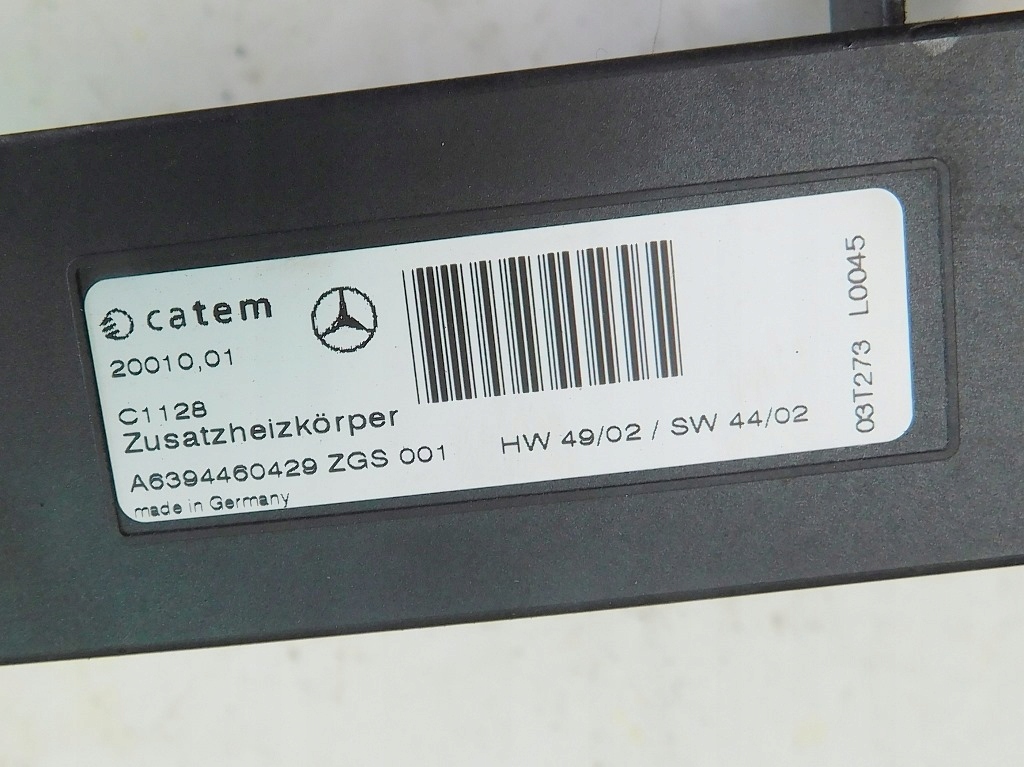 catem
20010,01
C1128
Zusatzheizkörper
A6394460429 ZGS 001
made in Germany
HW 49/02 / SW 44/02
03T273 L0045